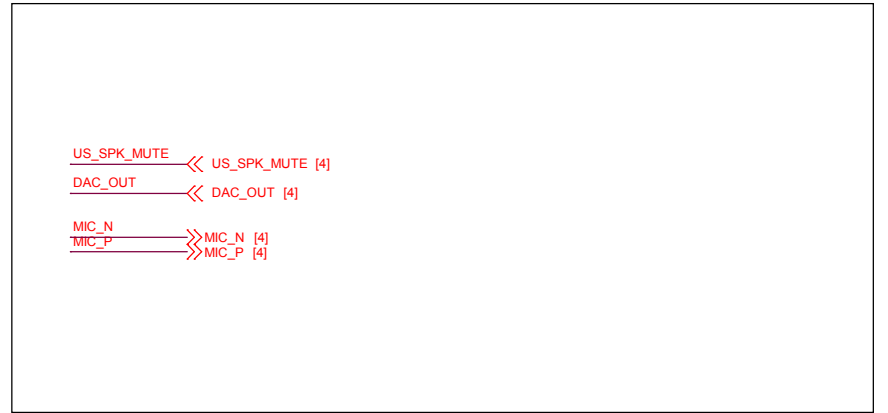 US_SPK_MUTE
US_SPK_MUTE [4]
DAC_OUT
DAC_OUT [4]
MIC_N
MIC_N [4]
MIC_P
MIC_P [4]